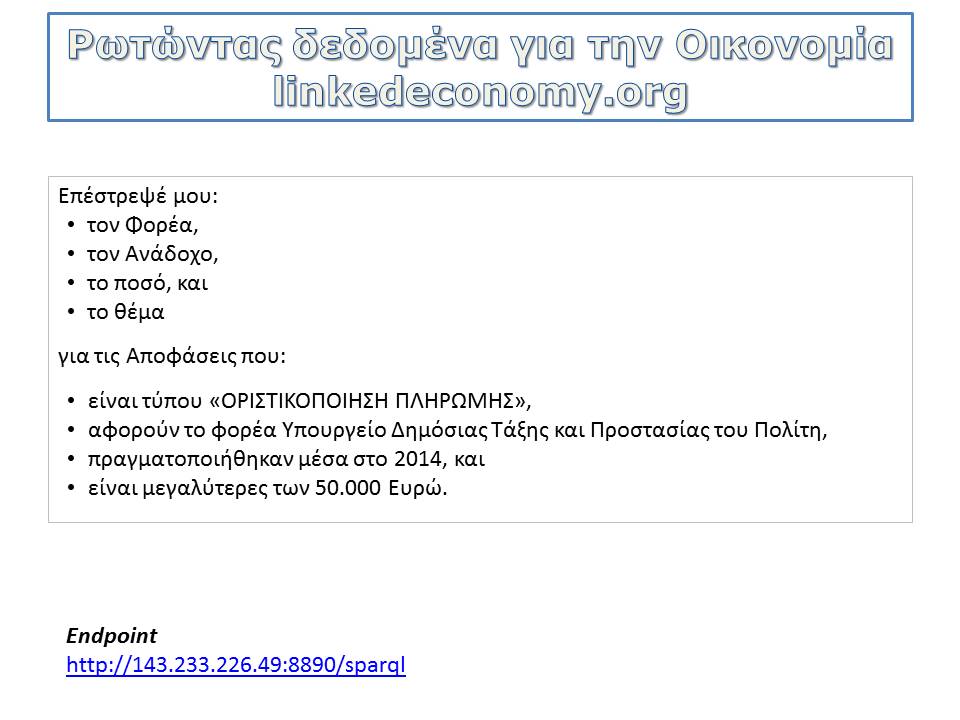 Ρωτώντας δεδομένα για την Οικονομία
linkedeconomy.org
Επέστρεψέ μου:
• τον Φορέα,
• τον Ανάδοχο,
• το ποσό, και
• το θέμα
για τις Αποφάσεις που:
• είναι τύπου «ΟΡΙΣΤΙΚΟΠΟΙΗΣΗ ΠΛΗΡΩΜΗΣ»,
• αφορούν το φορέα Υπουργείο Δημόσιας Τάξης και Προστασίας του Πολίτη,
• πραγματοποιήθηκαν μέσα στο 2014, και
• είναι μεγαλύτερες των 50.000 Ευρώ.
Endpoint
http://143.233.226.49:8890/sparql